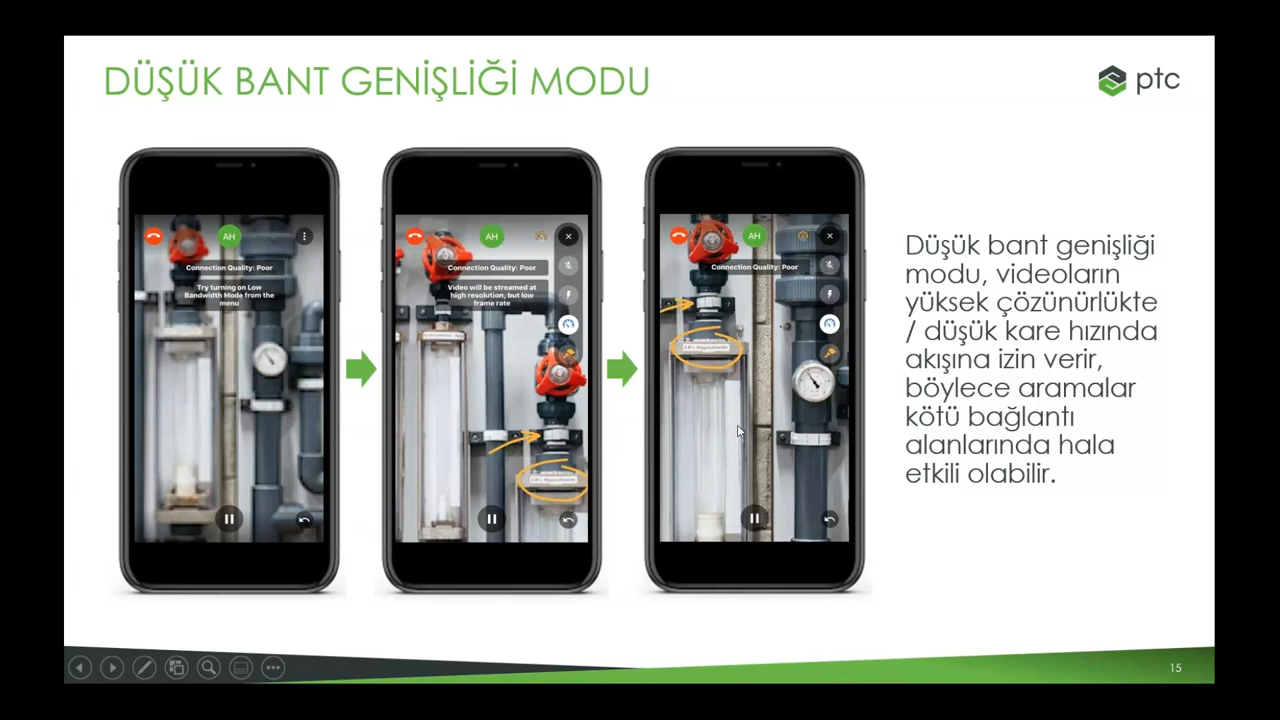 DÜŞÜK BANT GENİŞLİĞİ MODU
ptc
AH
Connection Quality: Poor
Try turning on Low
Bandwidth Mode from the
menu
AH
Connection Quality: Poor
Video will be streamed at
high resolution, but low
frame rate
AH
Connection Quality: Poor
Düşük bant genişliği
modu, videoların
yüksek çözünürlükte
/ düşük kare hızında
akışına izin verir,
böylece aramalar
kötü bağlantı
alanlarında hala
etkili olabilir.
15